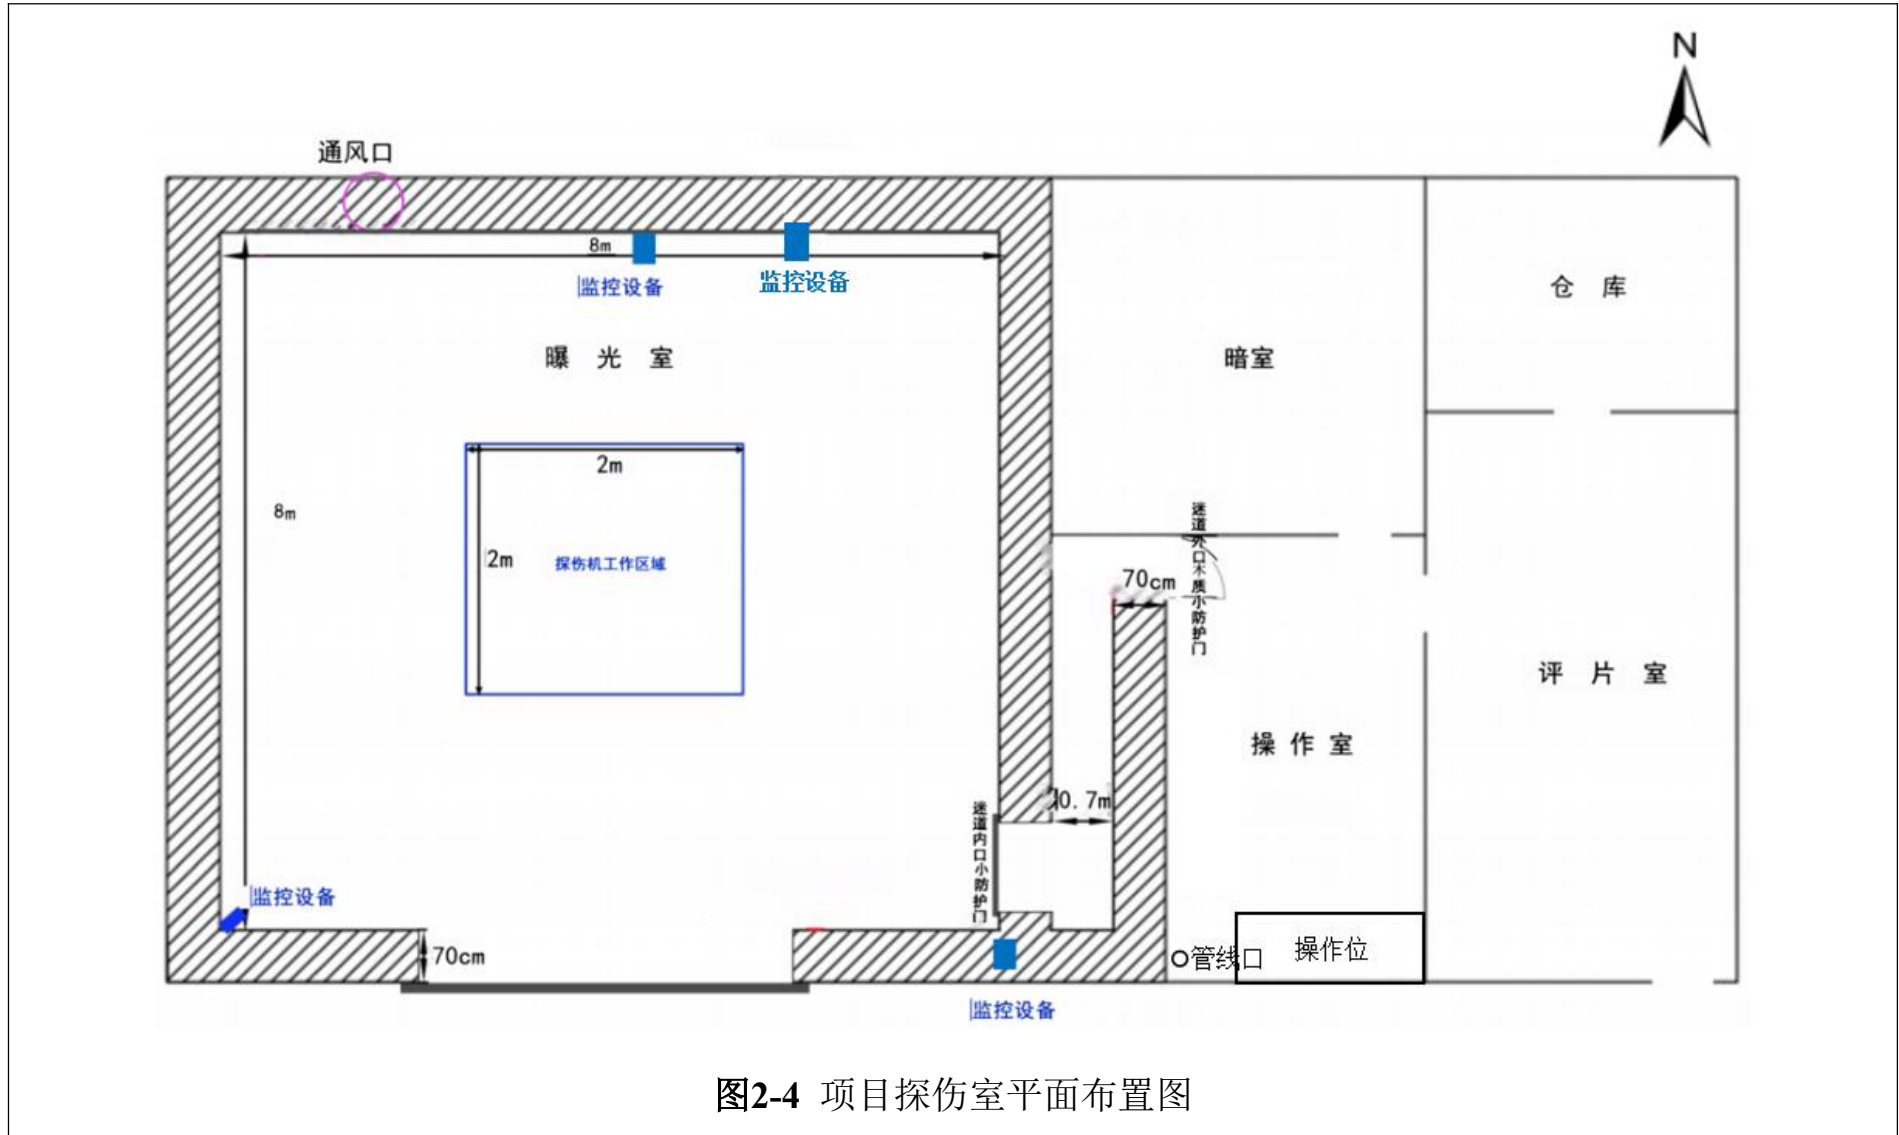 N
通风口
8m
监控设备
监控设备
仓 库
曝 光 室
暗室
2m
8m
2m
探伤机工作区域
迷道外口木质小防护门
70cm
评 片 室
操 作 室
0.7m
迷道内口小防护门
监控设备
70cm
管线口
操作位
监控设备
图2-4 项目探伤室平面布置图